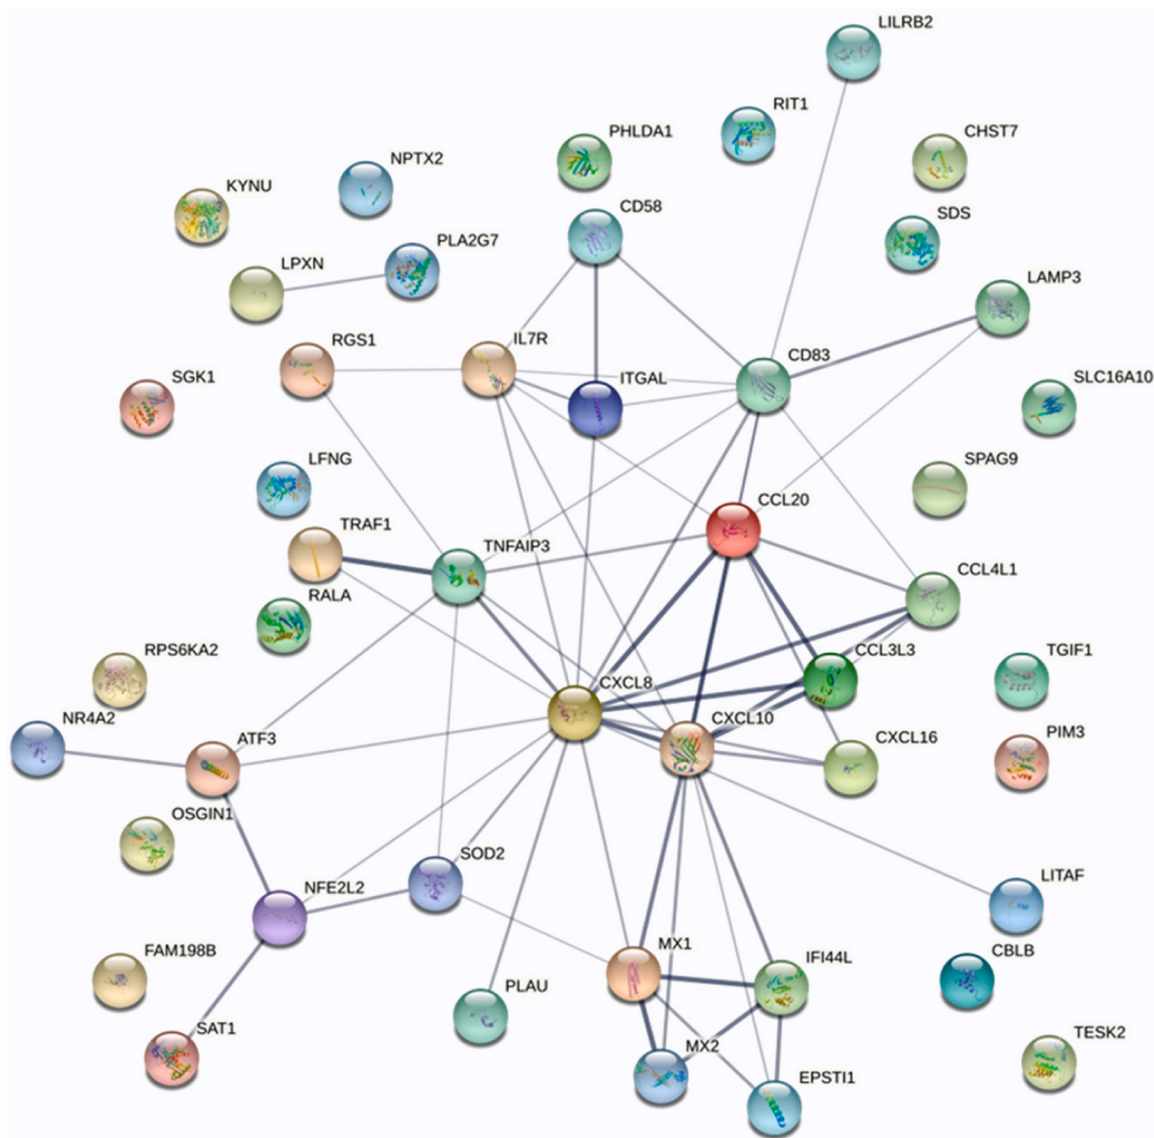 LILRB2
RIT1
PHLDA1
CHST7
NPTX2
KYNU
CD58
SDS
PLA2G7
LPXN
LAMP3
RGS1
IL7R
CD83
ITGAL
SGK1
SLC16A10
LFNG
SPAG9
CCL20
TRAF1
TNFAIP3
CCL4L1
RALA
RPS6KA2
CCL3L3
TGIF1
CXCL8
NR4A2
CXCL10
ATF3
CXCL16
PIM3
OSGIN1
SOD2
NFE2L2
LITAF
MX1
FAM198B
IFI44L
CBLB
PLAU
SAT1
MX2
TESK2
EPSTI1